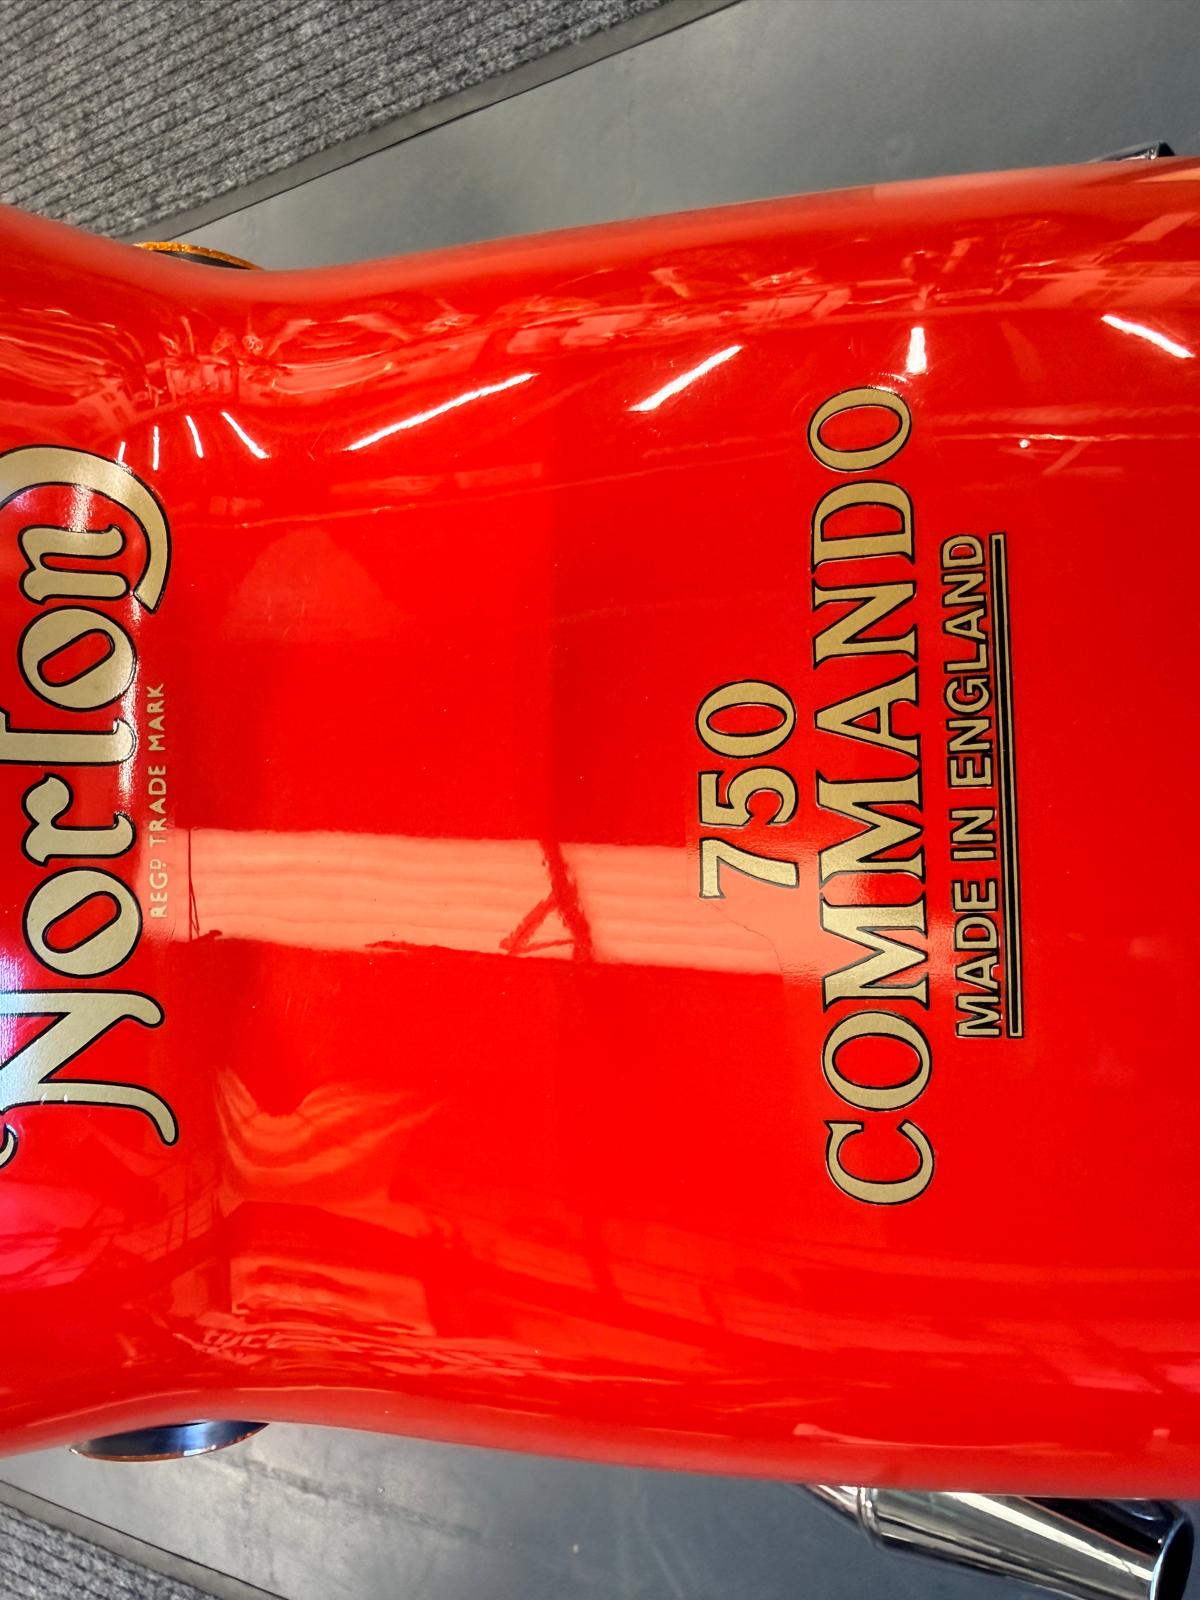 Norton
REGD TRADE MARK
750
COMMANDO
MADE IN ENGLAND